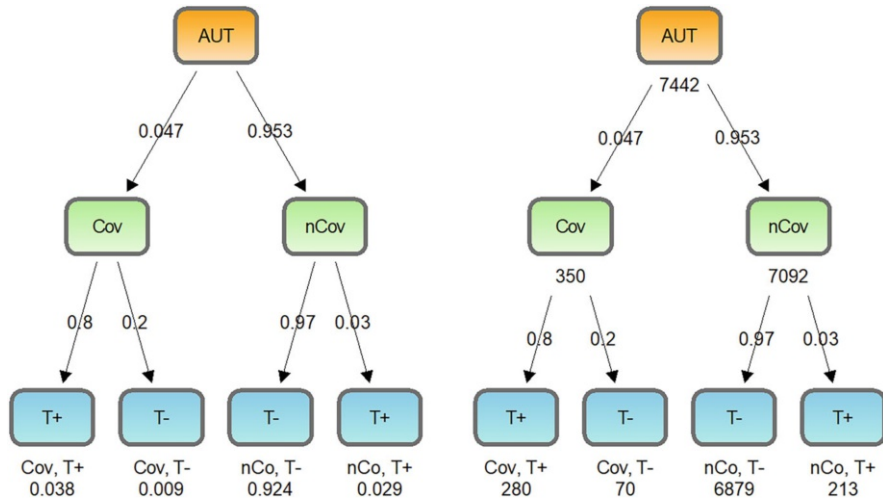 AUT
AUT
7442
0.047
0.953
0.047
0.953
Cov
nCov
Cov
nCov
350
7092
0.8
0.2
0.97
0.03
0.8
0.2
0.97
0.03
T+
T-
T-
T+
T+
T-
T-
T+
Cov, T+
Cov, T-
nCo, T-
nCo, T+
Cov, T+
Cov, T-
nCo, T-
nCo, T+
0.038
0.009
0.924
0.029
280
70
6879
213